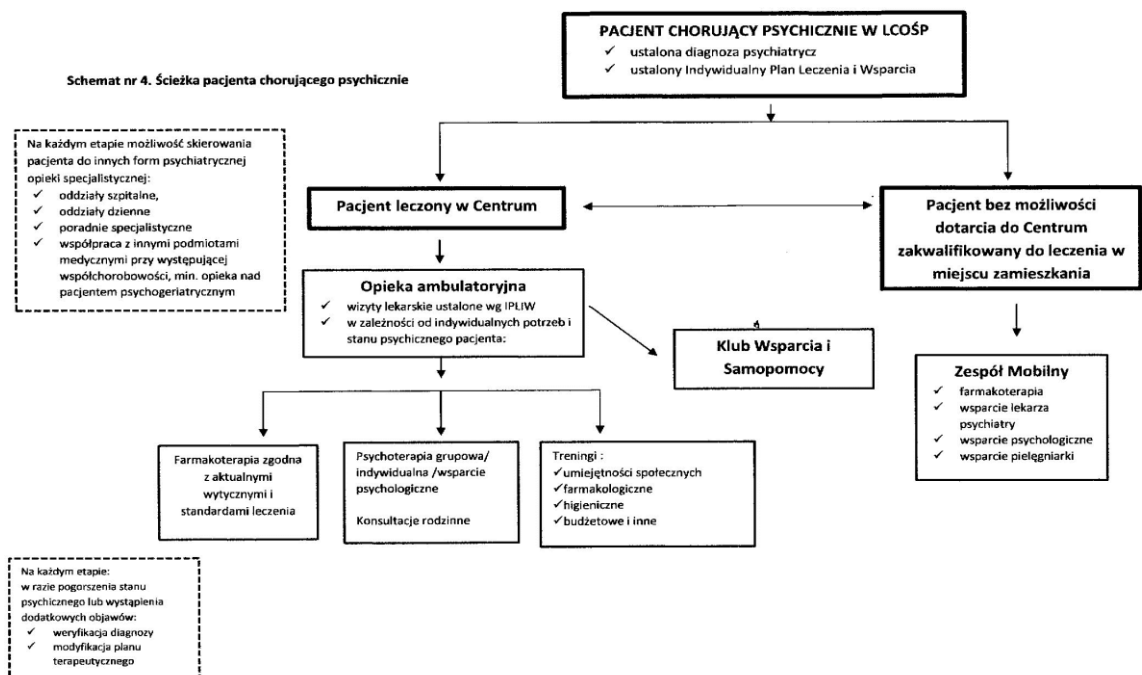 PACJENT CHORUJĄCY PSYCHICZNIE W LCOŚP
✓ ustalona diagnoza psychiatrycz
✓ ustalony Indywidualny Plan Leczenia i Wsparcia
Schemat nr 4. Ścieżka pacjenta chorującego psychicznie
Na każdym etapie możliwość skierowania
pacjenta do innych form psychiatrycznej
opieki specjalistycznej:
✓ oddziały szpitalne,
✓ oddziały dzienne
✓ poradnie specjalistyczne
✓ współpraca z innymi podmiotami
medycznymi przy występującej
współchorobowości, min. opieka nad
pacjentem psychogeriatrycznym
Pacjent leczony w Centrum
Pacjent bez możliwości
dotarcia do Centrum
zakwalifikowany do leczenia w
miejscu zamieszkania
Opieka ambulatoryjna
✓ wizyty lekarskie ustalone wg IPLIW
✓ w zależności od indywidualnych potrzeb i
stanu psychicznego pacjenta:
Klub Wsparcia i
Samopomocy
Zespół Mobilny
✓ farmakoterapia
✓ wsparcie lekarza
psychiatry
✓ wsparcie psychologiczne
✓ wsparcie pielęgniarki
Farmakoterapia zgodna
z aktualnymi
wytycznymi i
standardami leczenia
Psychoterapia grupowa/
indywidualna /wsparcie
psychologiczne
Konsultacje rodzinne
Treningi :
✓umiejętności społecznych
✓farmakologiczne
✓higieniczne
✓budżetowe i inne
Na każdym etapie:
w razie pogorszenia stanu
psychicznego lub wystąpienia
dodatkowych objawów:
✓ weryfikacja diagnozy
✓ modyfikacja planu
terapeutycznego